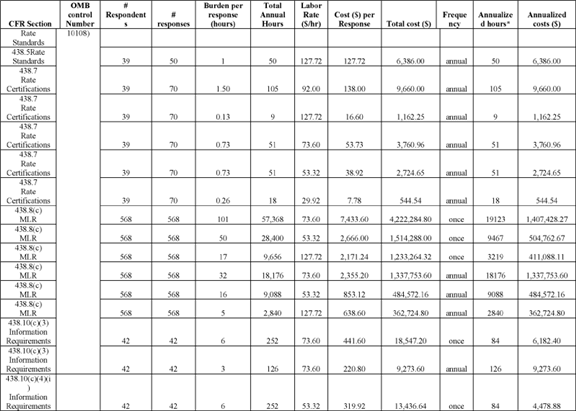 CFR Section OMB control Number # Respondent s # responses Burden per response (hours) Total Annual Hours Labor Rate ($/hr) Cost ($) per Response Total cost ($) Freque ncy Annualize d hours* Annualized costs ($)
Rate Standards 10108)
438.5Rate Standards 39 50 1 50 127.72 127.72 6,386.00 annual 50 6,386.00
438.7 Rate Certifications 39 70 1.50 105 92.00 138.00 9,660.00 annual 105 9,660.00
438.7 Rate Certifications 39 70 0.13 9 127.72 16.60 1,162.25 annual 9 1,162.25
438.7 Rate Certifications 39 70 0.73 51 73.60 53.73 3,760.96 annual 51 3,760.96
438.7 Rate Certifications 39 70 0.73 51 53.32 38.92 2,724.65 annual 51 2,724.65
438.7 Rate Certifications 39 70 0.26 18 29.92 7.78 544.54 annual 18 544.54
438.8(c) MLR 568 568 101 57,368 73.60 7,433.60 4,222,284.80 once 19123 1,407,428.27
438.8(c) MLR 568 568 50 28,400 53.32 2,666.00 1,514,288.00 once 9467 504,762.67
438.8(c) MLR 568 568 17 9,656 127.72 2,171.24 1,233,264.32 once 3219 411,088.11
438.8(c) MLR 568 568 32 18,176 73.60 2,355.20 1,337,753.60 annual 18176 1,337,753.60
438.8(c) MLR 568 568 16 9,088 53.32 853.12 484,572.16 annual 9088 484,572.16
438.8(c) MLR 568 568 5 2,840 127.72 638.60 362,724.80 annual 2840 362,724.80
438.10(c)(3) Information Requirements 42 42 6 252 73.60 441.60 18,547.20 once 84 6,182.40
438.10(c)(3) Information Requirements 42 42 3 126 73.60 220.80 9,273.60 annual 126 9,273.60
438.10(c)(4)(i ) 42 42 6 252 53.32 319.92 13,436.64 once 84 4,478.88